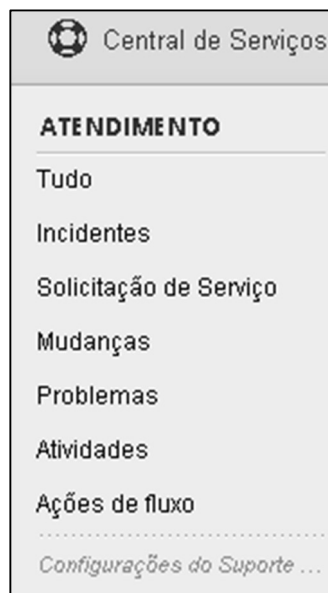 Central de Serviços
ATENDIMENTO
Tudo
Incidentes
Solicitação de Serviço
Mudanças
Problemas
Atividades
Ações de fluxo
Configurações do Suporte ...